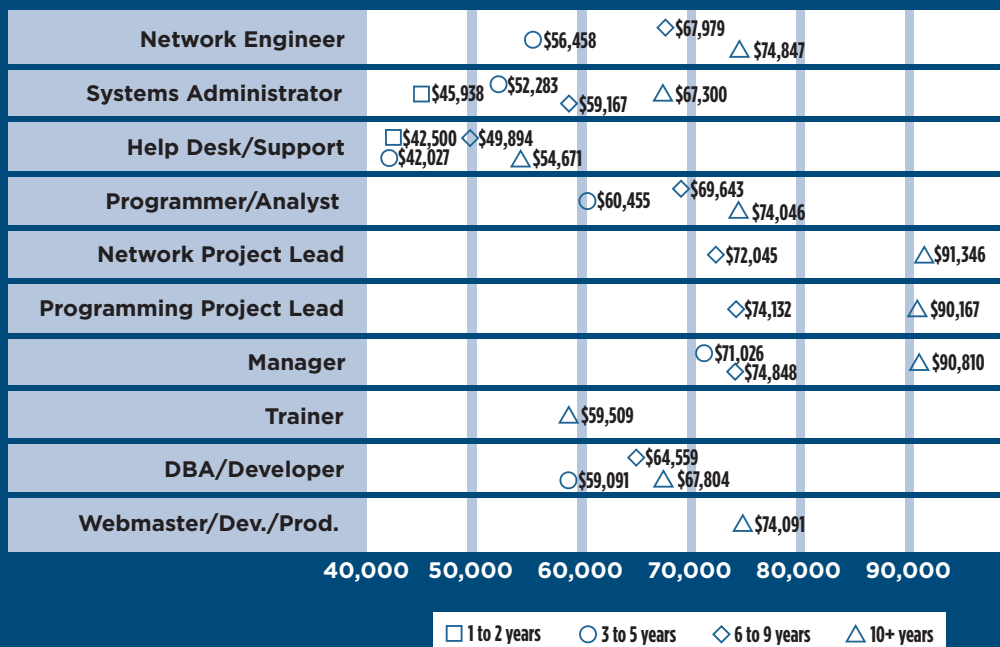 Network Engineer $56,458 $67,979 $74,847
Systems Administrator $45,938 $52,283 $59,167 $67,300
Help Desk/Support $42,500 $49,894
$42,027 $54,671
Programmer/Analyst $60,455 $69,643 $74,046
Network Project Lead $72,045 $91,346
Programming Project Lead $74,132 $90,167
Manager $71,026 $74,848 $90,810
Trainer $59,509
DBA/Developer $59,091 $64,559 $67,804
Webmaster/Dev./Prod. $74,091
40,000 50,000 60,000 70,000 80,000 90,000
1 to 2 years 3 to 5 years 6 to 9 years 10+ years